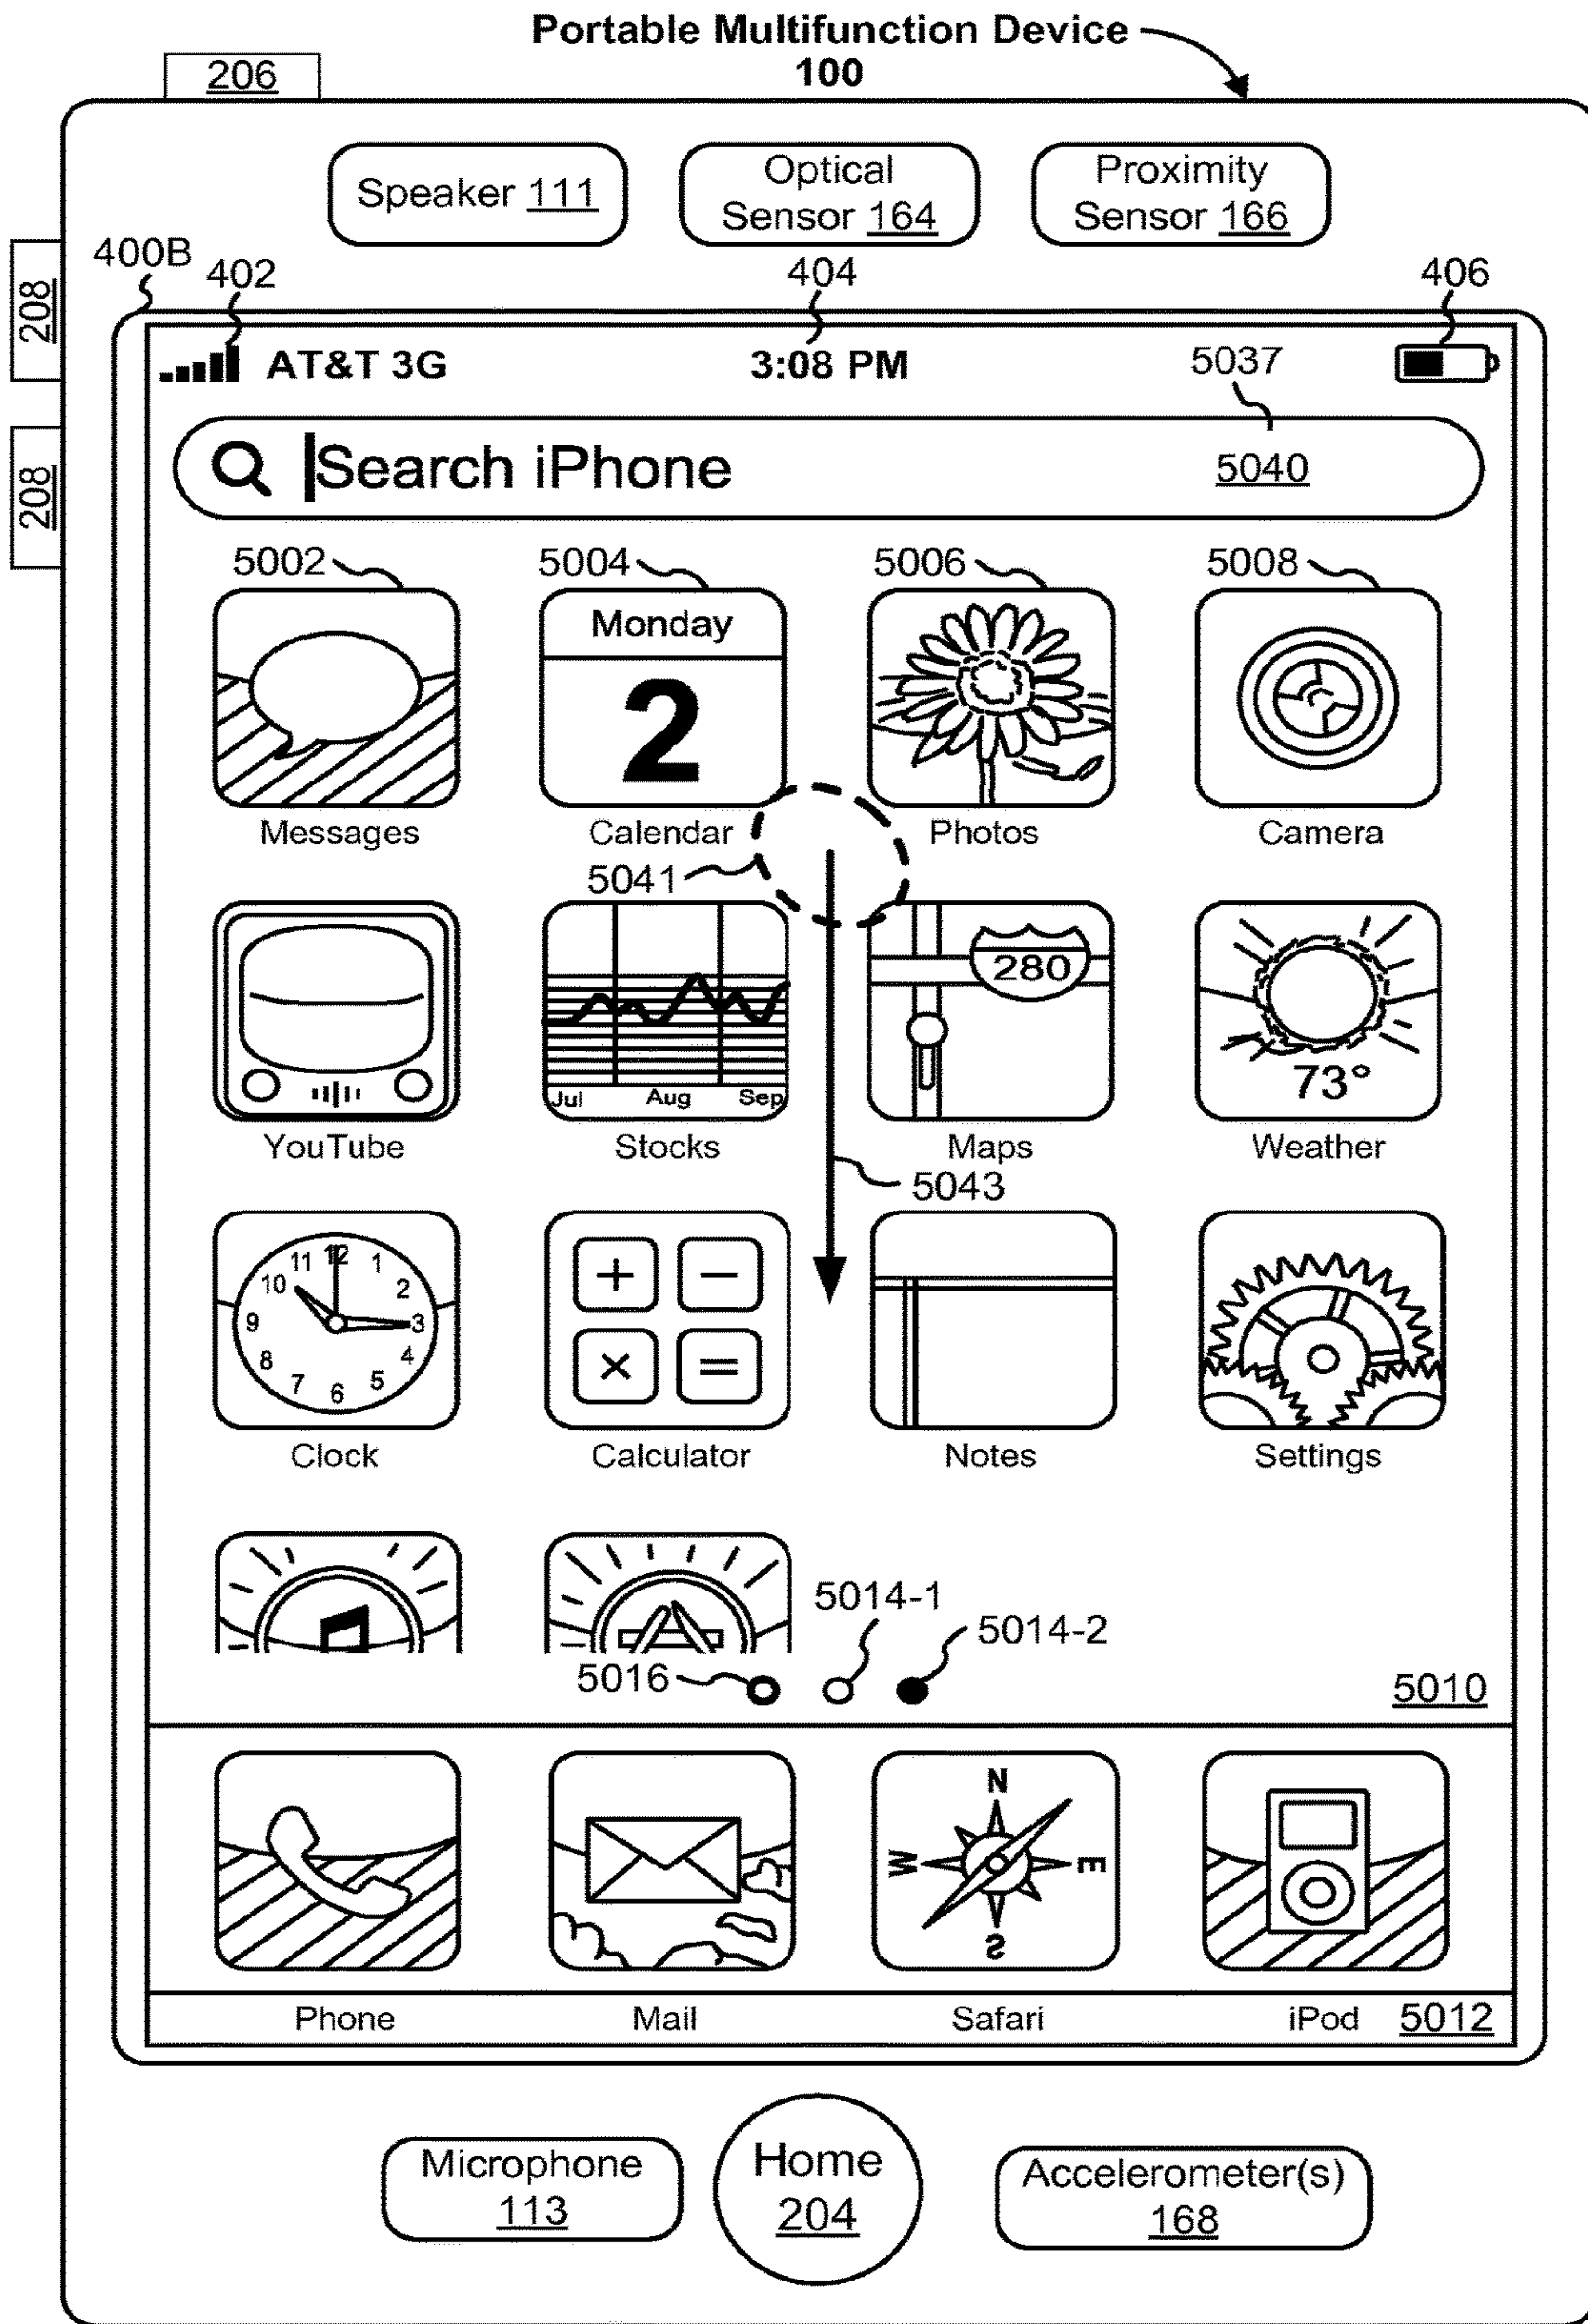 Portable Multifunction Device
100
206
Speaker 111
Optical
Sensor 164
Proximity
Sensor 166
208
208
400B
402
404
406
AT&T 3G
3:08 PM
5037
Search iPhone
5040
5002
5004
5006
5008
Monday
2
Messages
Calendar
Photos
Camera
5041
280
73°
Jul Aug Sep
YouTube
Stocks
Maps
Weather
5043
12
1
2
3
4
5
6
7
8
9
10
11
+ −
× =
Clock
Calculator
Notes
Settings
5014-1
5014-2
5016
5010
N
W E
S
Phone
Mail
Safari
iPod
5012
Microphone
113
Home
204
Accelerometer(s)
168